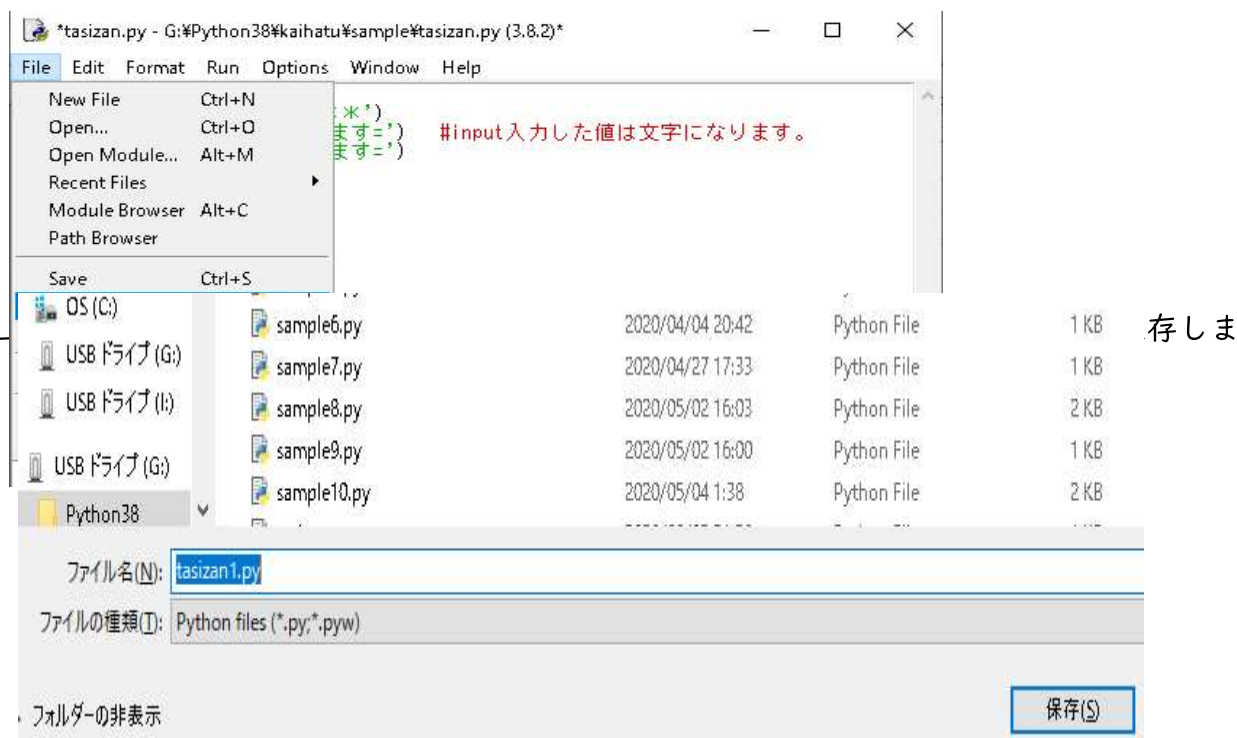 *tasizan.py - G:¥Python38¥kaihatu¥sample¥tasizan.py (3.8.2)*
File Edit Format Run Options Window Help
New File Ctrl+N
Open... Ctrl+O
Open Module... Alt+M
Recent Files
Module Browser Alt+C
Path Browser
Save Ctrl+S
＊')
ます=') #input入力した値は文字になります。
ます=')
OS (C:)
USB ドライブ (G:)
USB ドライブ (I:)
USB ドライブ (G:)
Python38
sample6.py 2020/04/04 20:42 Python File 1 KB
sample7.py 2020/04/27 17:33 Python File 1 KB
sample8.py 2020/05/02 16:03 Python File 2 KB
sample9.py 2020/05/02 16:00 Python File 1 KB
sample10.py 2020/05/04 1:38 Python File 2 KB
存しま
ファイル名(N): tasizan1.py
ファイルの種類(T): Python files (*.py;*.pyw)
フォルダーの非表示
保存(S)